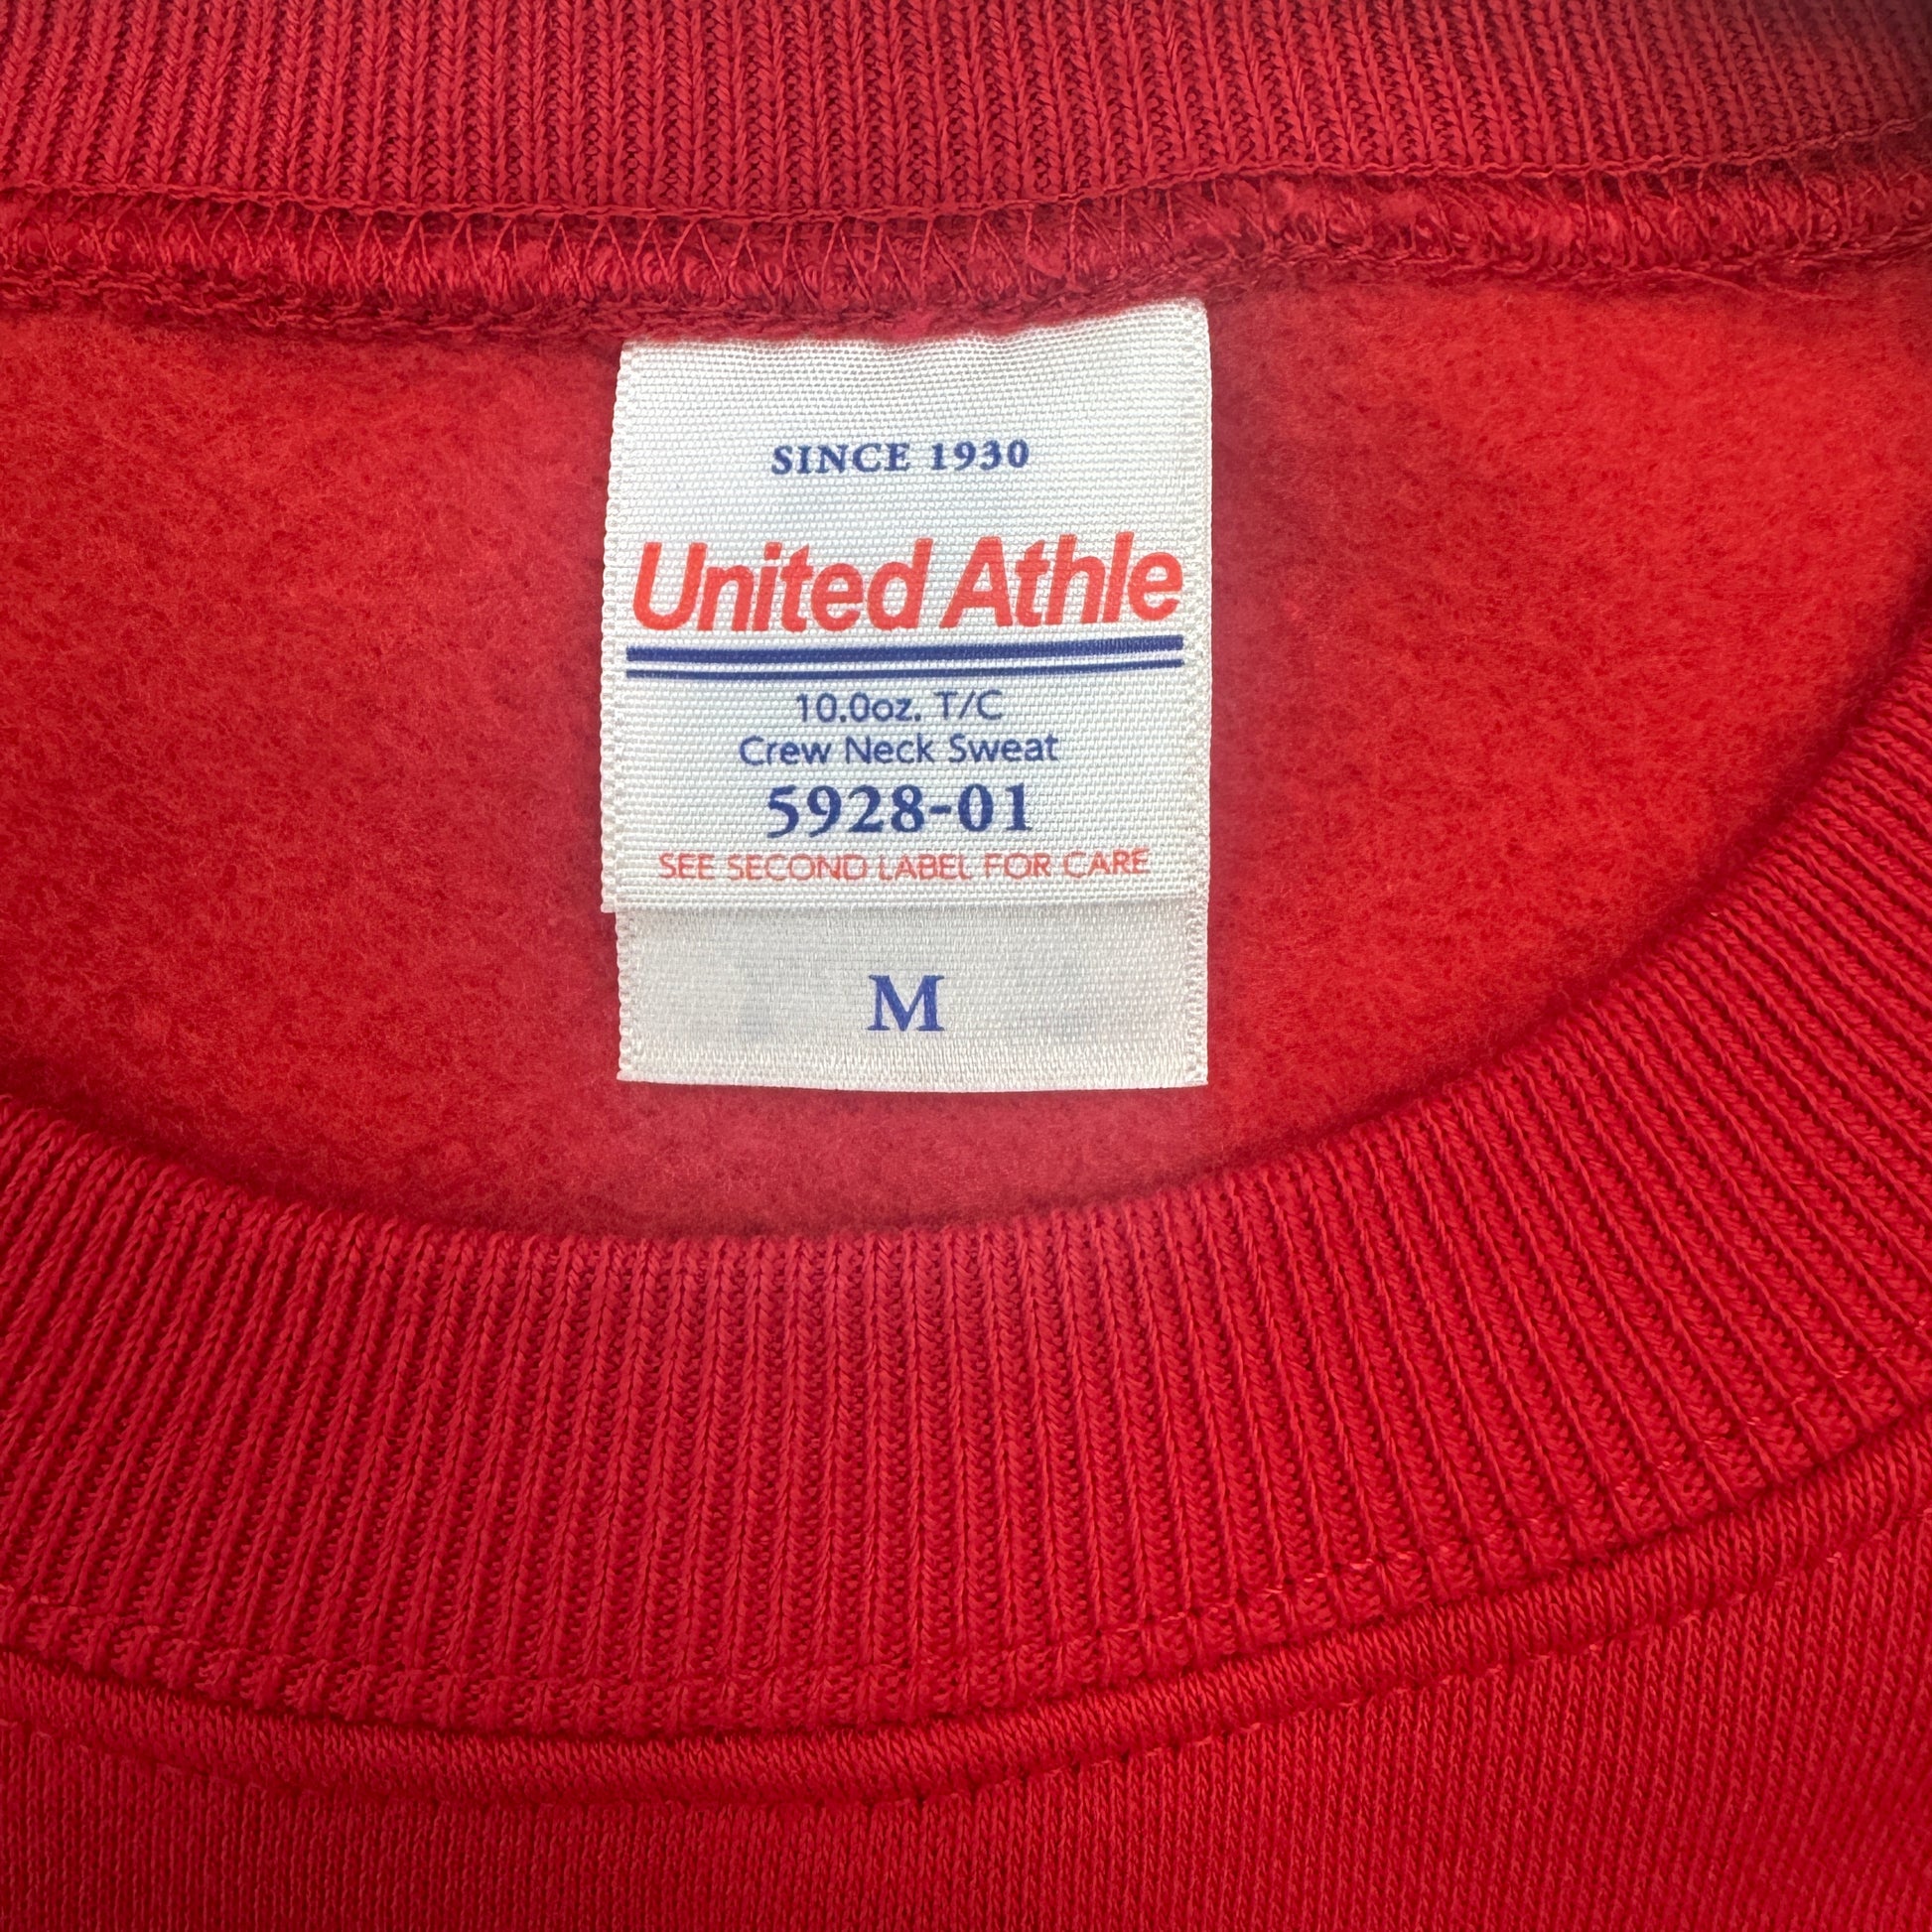 SINCE 1930
United Athle
10.0oz. T/C
Crew Neck Sweat
5928-01
SEE SECOND LABEL FOR CARE
M